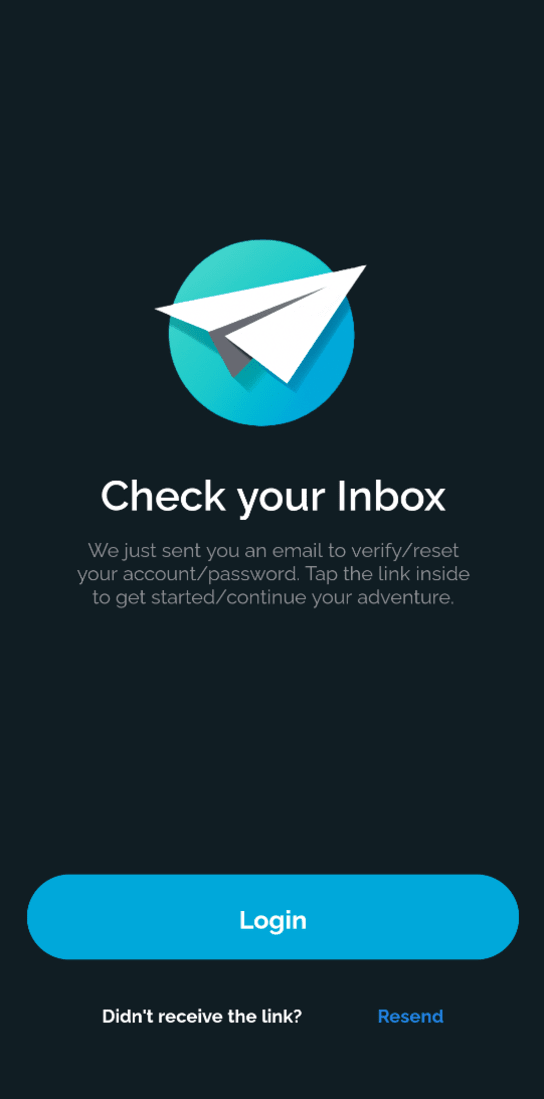 Check your Inbox
We just sent you an email to verify/reset
your account/password. Tap the link inside
to get started/continue your adventure.
Login
Didn't receive the link? Resend